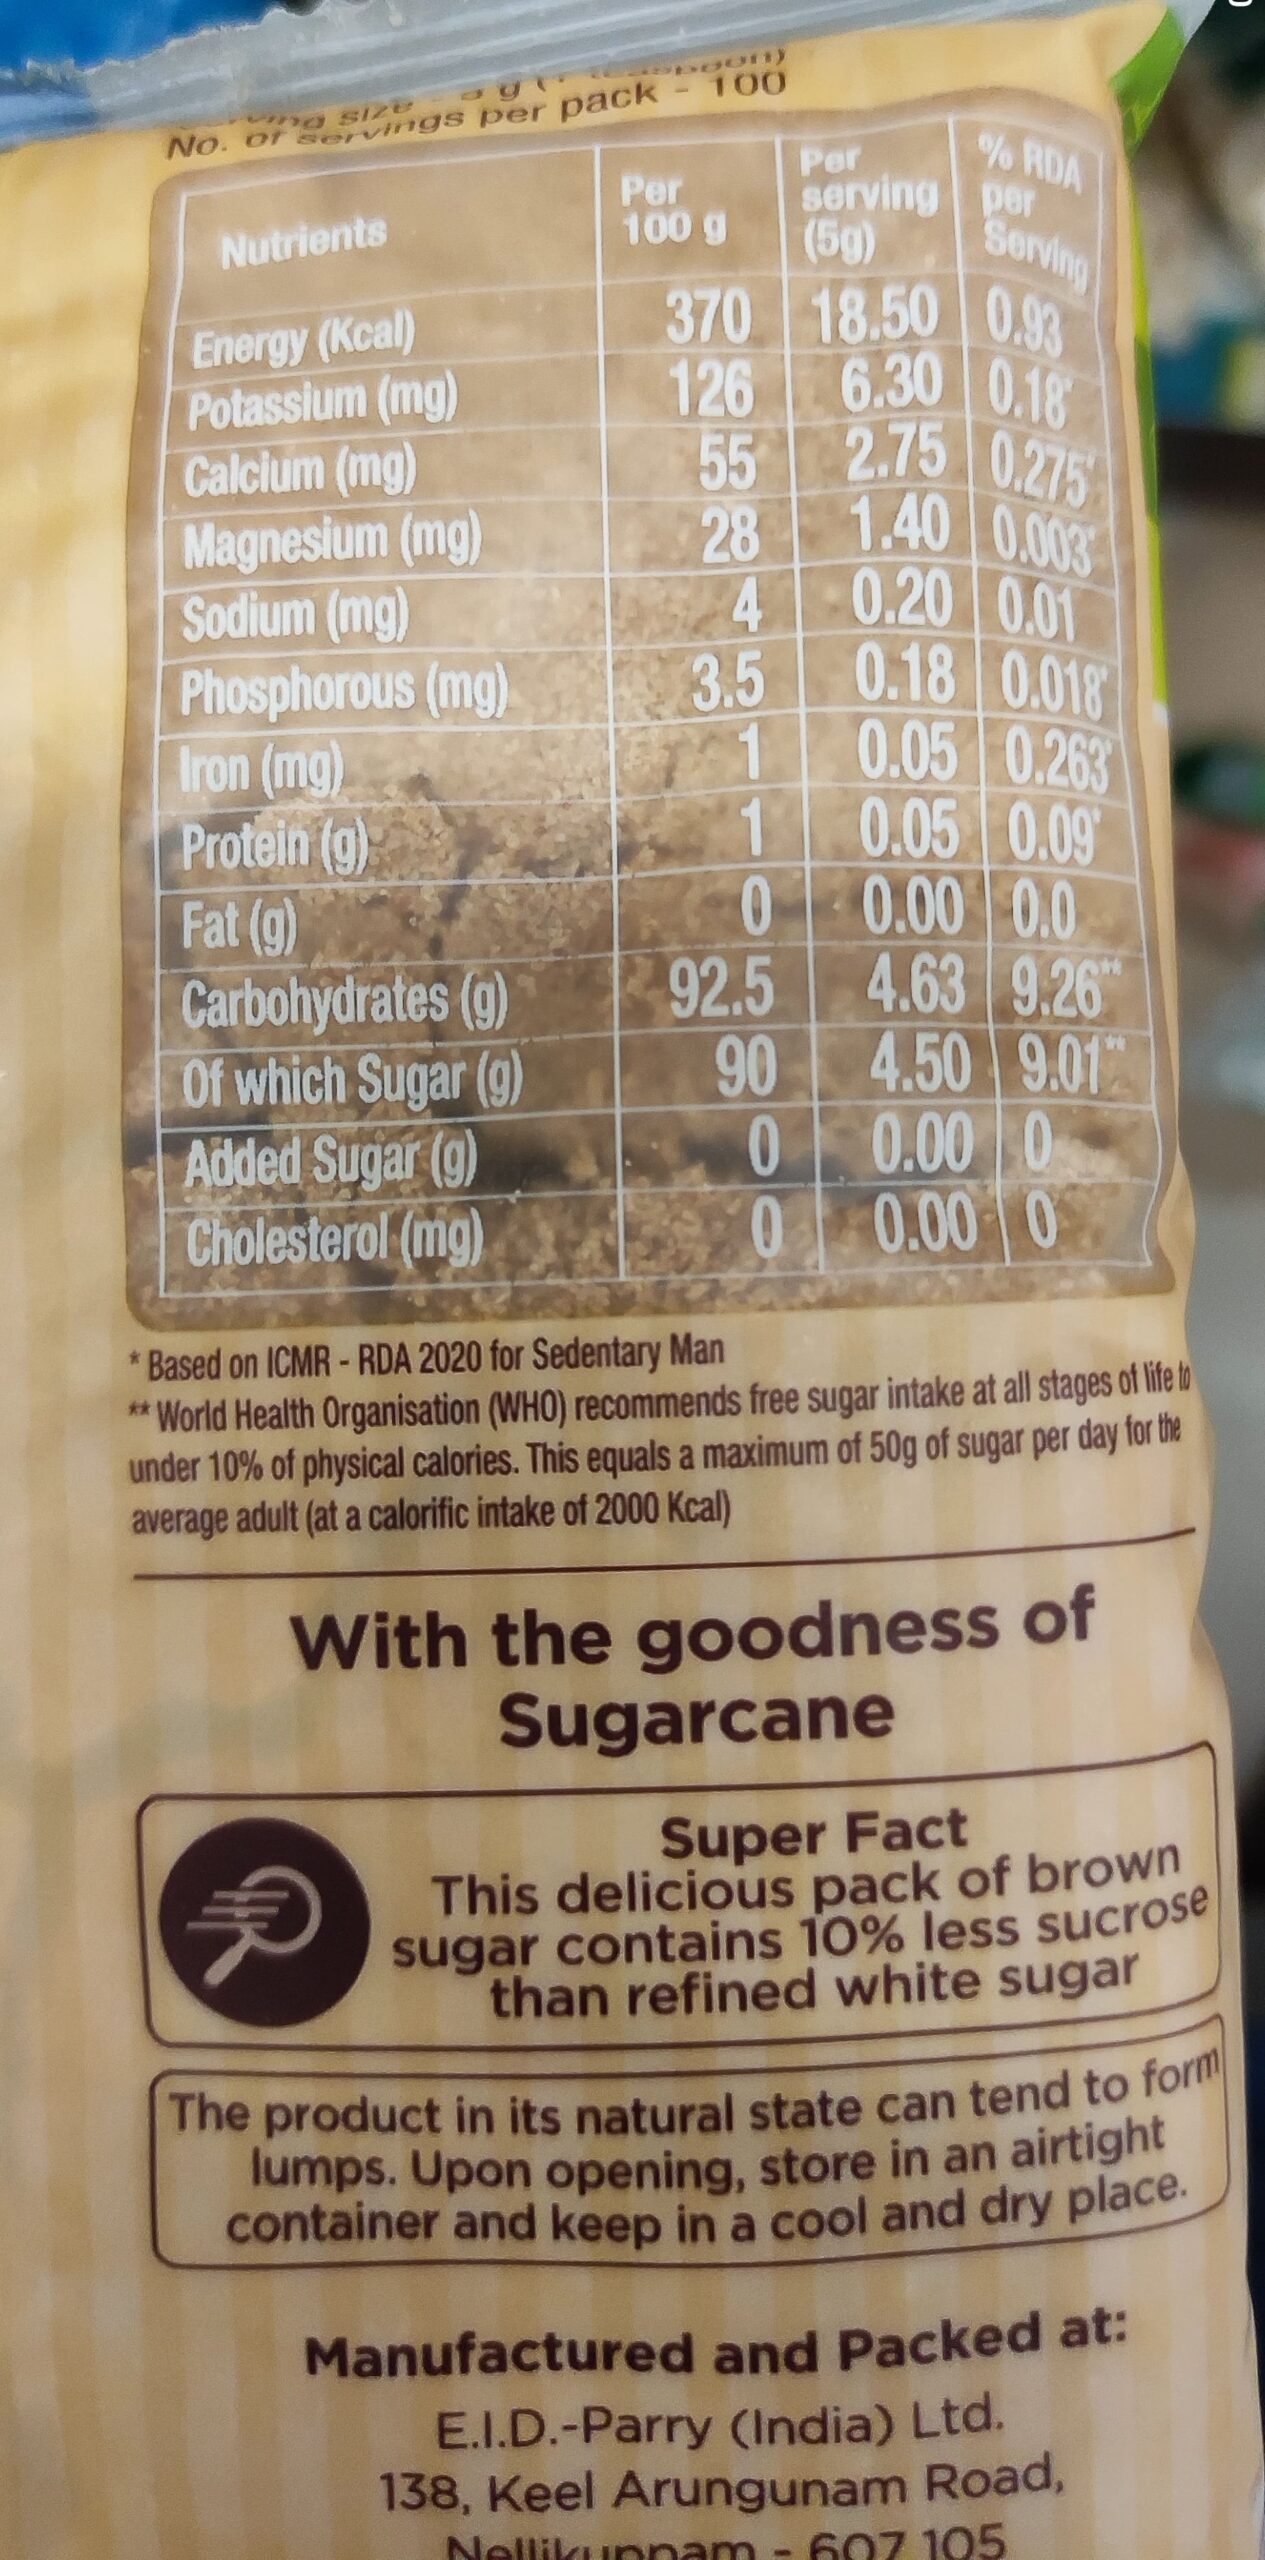 size - 5 g (1 teaspoon)
No. of servings per pack - 100
Nutrients | Per 100 g | Per serving (5g) | % RDA per Serving
Energy (Kcal) 370 18.50 0.93
Potassium (mg) 126 6.30 0.18*
Calcium (mg) 55 2.75 0.275*
Magnesium (mg) 28 1.40 0.003*
Sodium (mg) 4 0.20 0.01
Phosphorous (mg) 3.5 0.18 0.018*
Iron (mg) 1 0.05 0.263*
Protein (g) 1 0.05 0.09*
Fat (g) 0 0.00 0.0
Carbohydrates (g) 92.5 4.63 9.26**
Of which Sugar (g) 90 4.50 9.01**
Added Sugar (g) 0 0.00 0
Cholesterol (mg) 0 0.00 0
* Based on ICMR - RDA 2020 for Sedentary Man
** World Health Organisation (WHO) recommends free sugar intake at all stages of life to
under 10% of physical calories. This equals a maximum of 50g of sugar per day for the
average adult (at a calorific intake of 2000 Kcal)
With the goodness of
Sugarcane
Super Fact
This delicious pack of brown
sugar contains 10% less sucrose
than refined white sugar
The product in its natural state can tend to form
lumps. Upon opening, store in an airtight
container and keep in a cool and dry place.
Manufactured and Packed at:
E.I.D.-Parry (India) Ltd.
138, Keel Arungunam Road,
Nellikuppam - 607 105